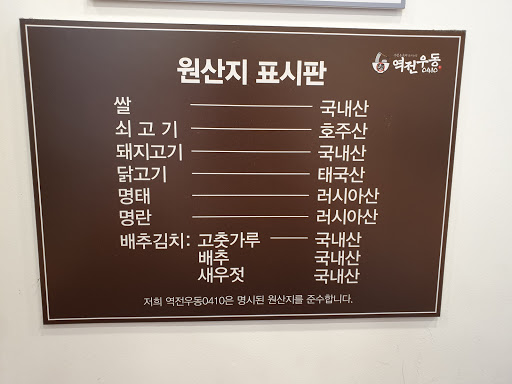 역전우동
0410
원산지 표시판
쌀 국내산
쇠 고 기 호주산
돼지고기 국내산
닭고기 태국산
명태 러시아산
명란 러시아산
배추김치: 고춧가루 국내산
배추 국내산
새우젓 국내산
저희 역전우동0410은 명시된 원산지를 준수합니다.